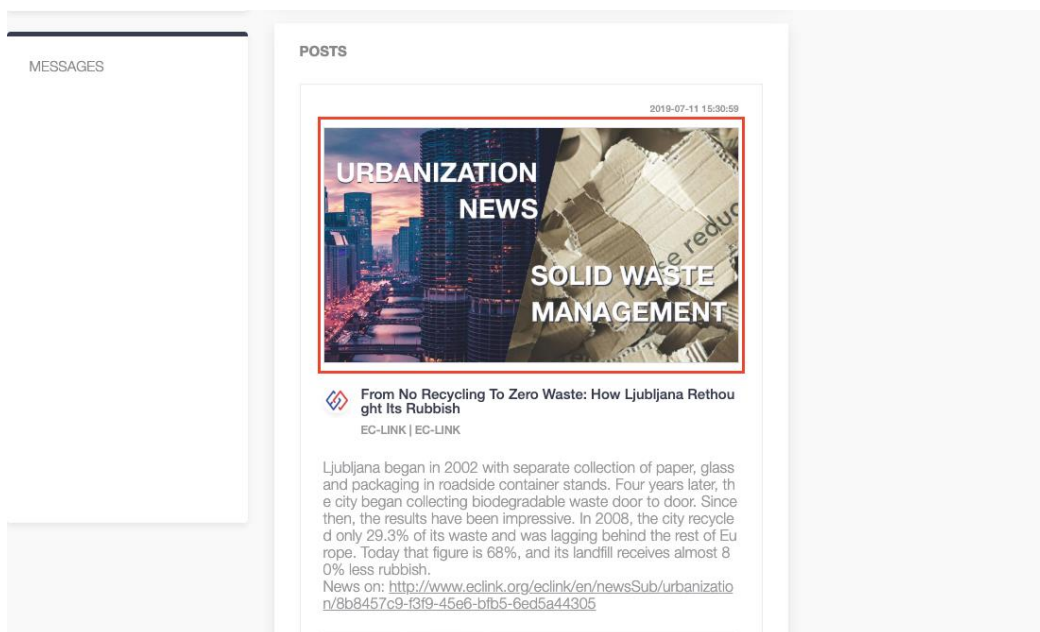 MESSAGES
POSTS
2019-07-11 15:30:59
URBANIZATION
NEWS
se reduc
SOLID WASTE
MANAGEMENT
From No Recycling To Zero Waste: How Ljubljana Rethou
ght Its Rubbish
EC-LINK | EC-LINK
Ljubljana began in 2002 with separate collection of paper, glass
and packaging in roadside container stands. Four years later, th
e city began collecting biodegradable waste door to door. Since
then, the results have been impressive. In 2008, the city recycle
d only 29.3% of its waste and was lagging behind the rest of Eu
rope. Today that figure is 68%, and its landfill receives almost 8
0% less rubbish.
News on: http://www.eclink.org/eclink/en/newsSub/urbanizatio
n/8b8457c9-f3f9-45e6-bfb5-6ed5a44305